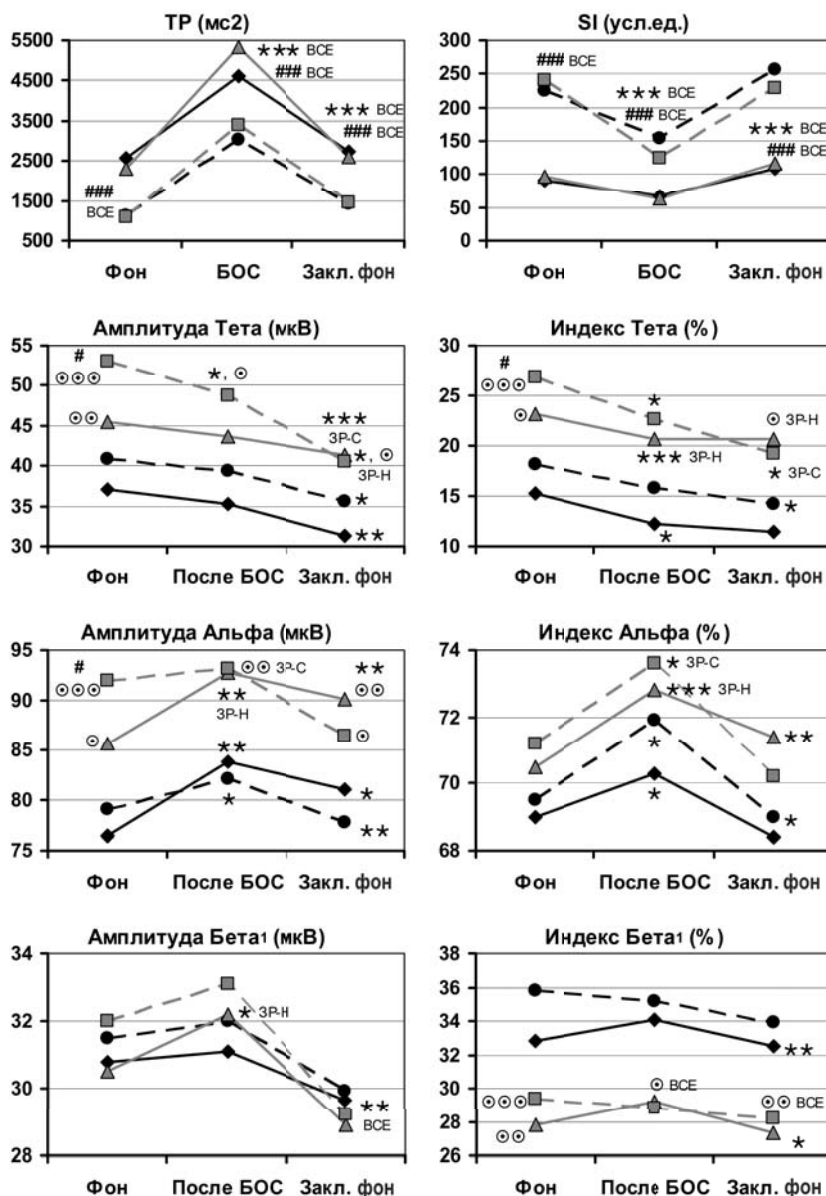 TP (мс2)
5500
4500
3500
2500
1500
500
★★★ ВСЕ
### ВСЕ
★★★ ВСЕ
### ВСЕ
###
ВСЕ
Фон БОС Закл. фон
SI (усл.ед.)
300
250
200
150
100
50
0
### ВСЕ
★★★ ВСЕ
### ВСЕ
★★★ ВСЕ
### ВСЕ
Фон БОС Закл. фон
Амплитуда Тета (мкВ)
55
50
45
40
35
30
#
⊙⊙⊙
⊙⊙
★, ⊙
★★★
ЗР-С
★, ⊙
ЗР-Н
★
★★
Фон После БОС Закл. фон
Индекс Тета (%)
30
25
20
15
10
#
⊙⊙⊙
⊙
★
★★★ ЗР-Н
★
⊙ ЗР-Н
★ ЗР-С
★
Фон После БОС Закл. фон
Амплитуда Альфа (мкВ)
95
90
85
80
75
#
⊙⊙⊙
⊙
⊙⊙ ЗР-С
★★
ЗР-Н
★★
★
★★
⊙⊙
⊙
★
★★
Фон После БОС Закл. фон
Индекс Альфа (%)
74
72
70
68
★ ЗР-С
★★★ ЗР-Н
★
★
★★
★
Фон После БОС Закл. фон
Амплитуда Бета1 (мкВ)
34
32
30
28
★ ЗР-Н
★★
ВСЕ
Фон После БОС Закл. фон
Индекс Бета1 (%)
38
36
34
32
30
28
26
⊙⊙⊙
⊙⊙
⊙ ВСЕ
★★
⊙⊙ ВСЕ
★
Фон После БОС Закл. фон